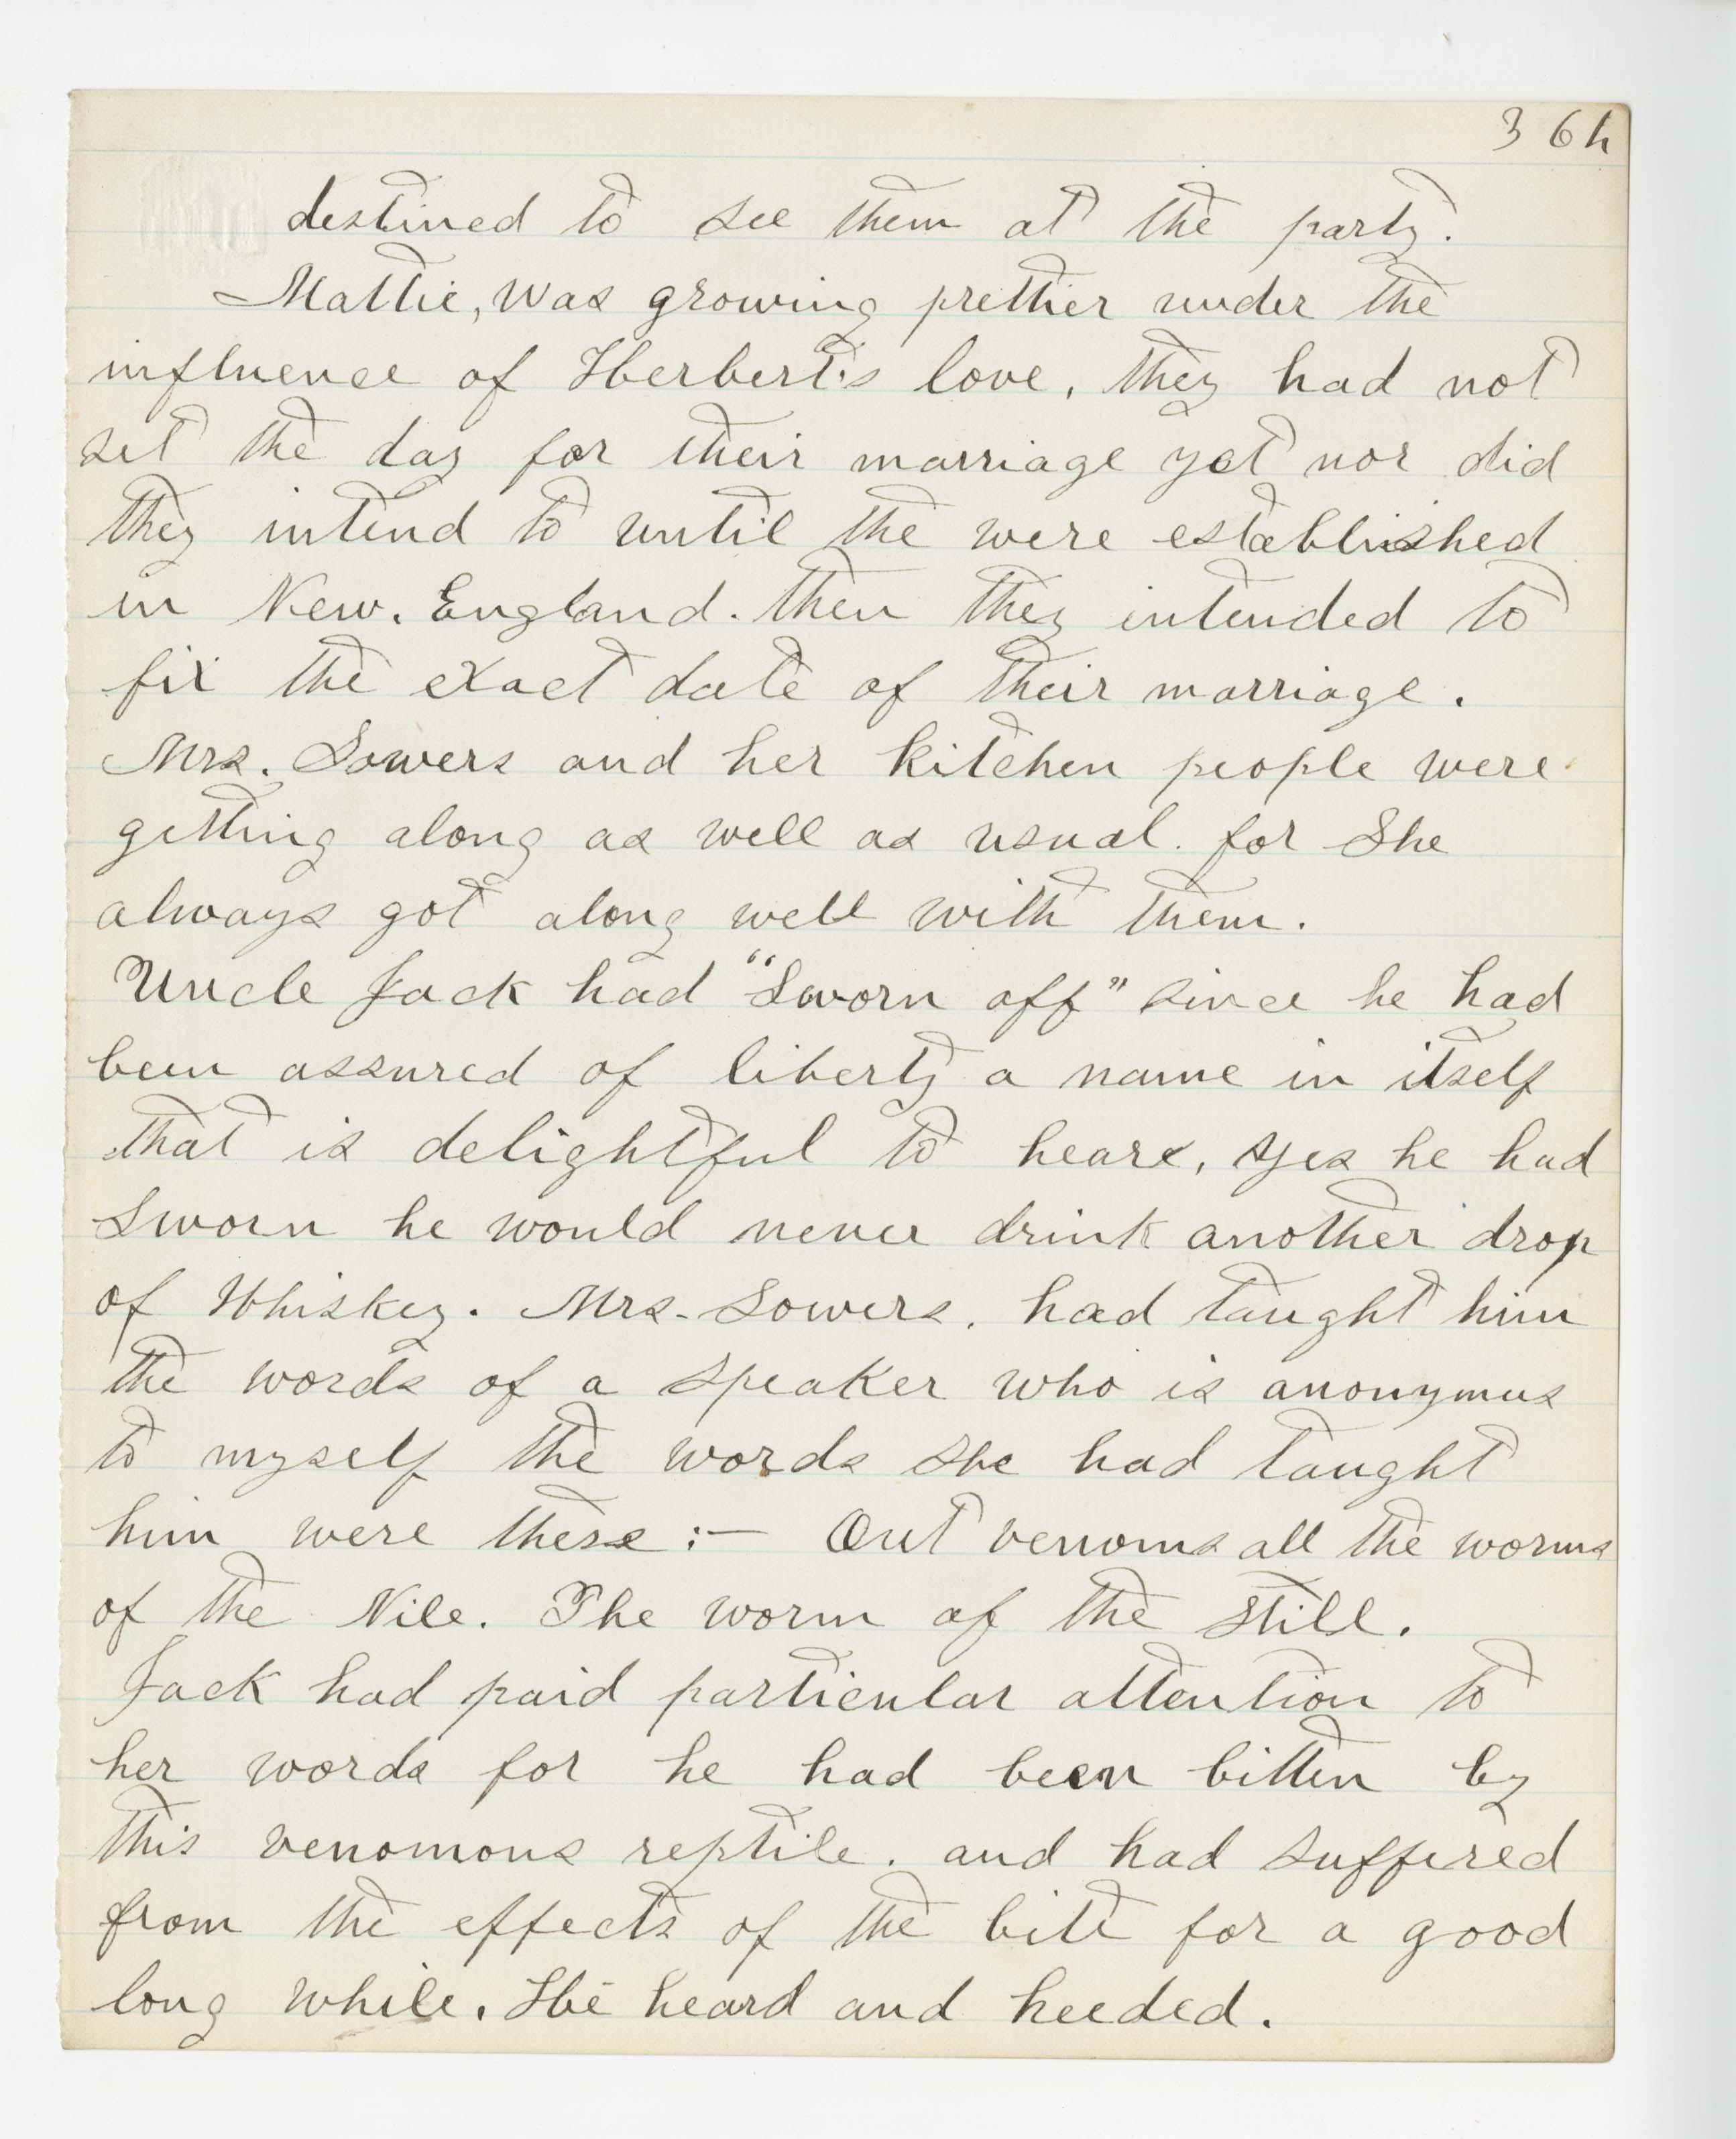 36h
destined to see them at the party.
Mattie, was growing prettier under the
influence of Herbert's love, they had not
set the day for their marriage yet nor did
they intend to until the were established
in New. England. then they intended to
fix the exact date of their marriage.
Mrs. Sowers and her kitchen people were
getting along as well as usual. for She
always got along well with them.
Uncle Jack had "Sworn off" since he had
been assured of liberty a name in itself
that is delightful to hear, yes he had
Sworn he would never drink another drop
of Whiskey. Mrs. Sowers. had taught him
the words of a speaker who is anonymus
to myself the words she had taught
him were these :— Out venoms all the worms
of the Nile. The worm of the Still.
Jack had paid particular attention to
her words for he had been bitten by
this venomous reptile. and had suffered
from the effects of the bite for a good
long while. He heard and heeded.